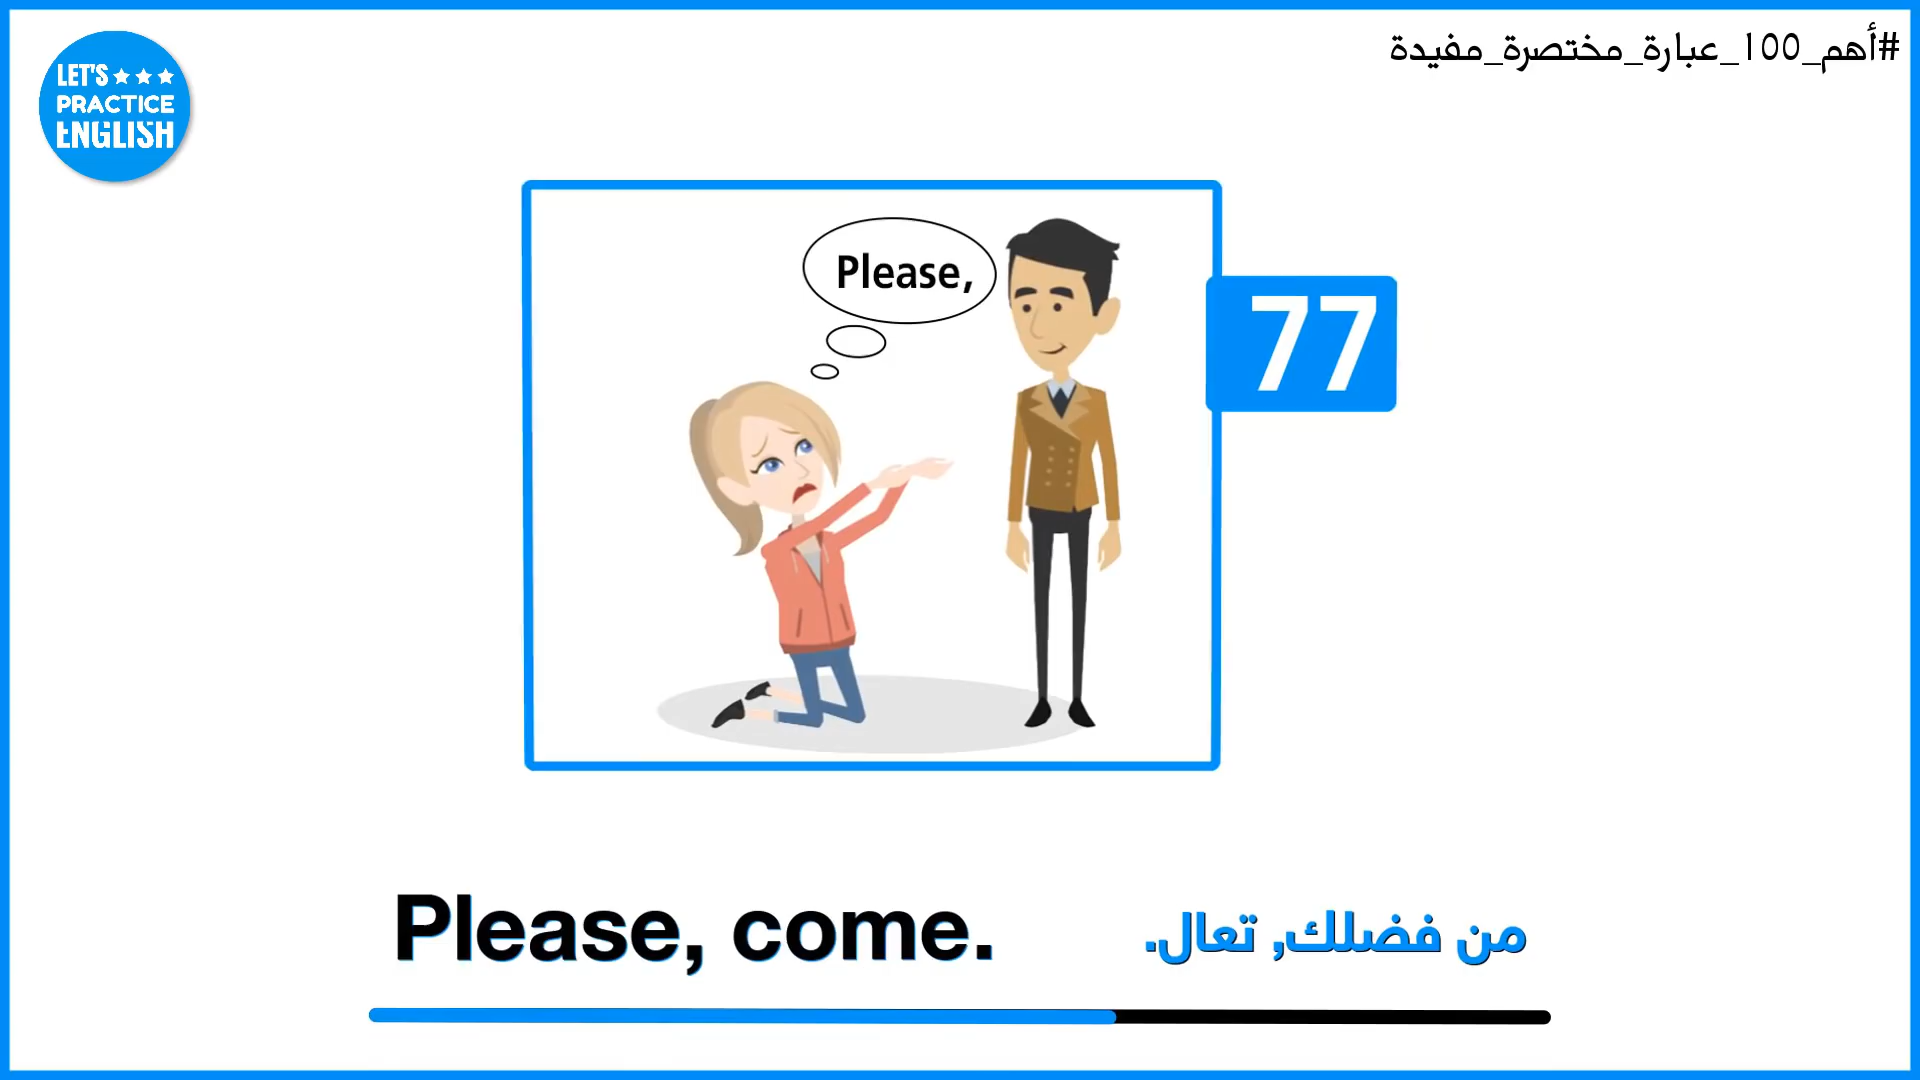 #أهم_100_عبارة_مختصرة_مفيدة
LET'S
PRACTICE
ENGLISH
Please,
77
Please, come.
من فضلك, تعال.